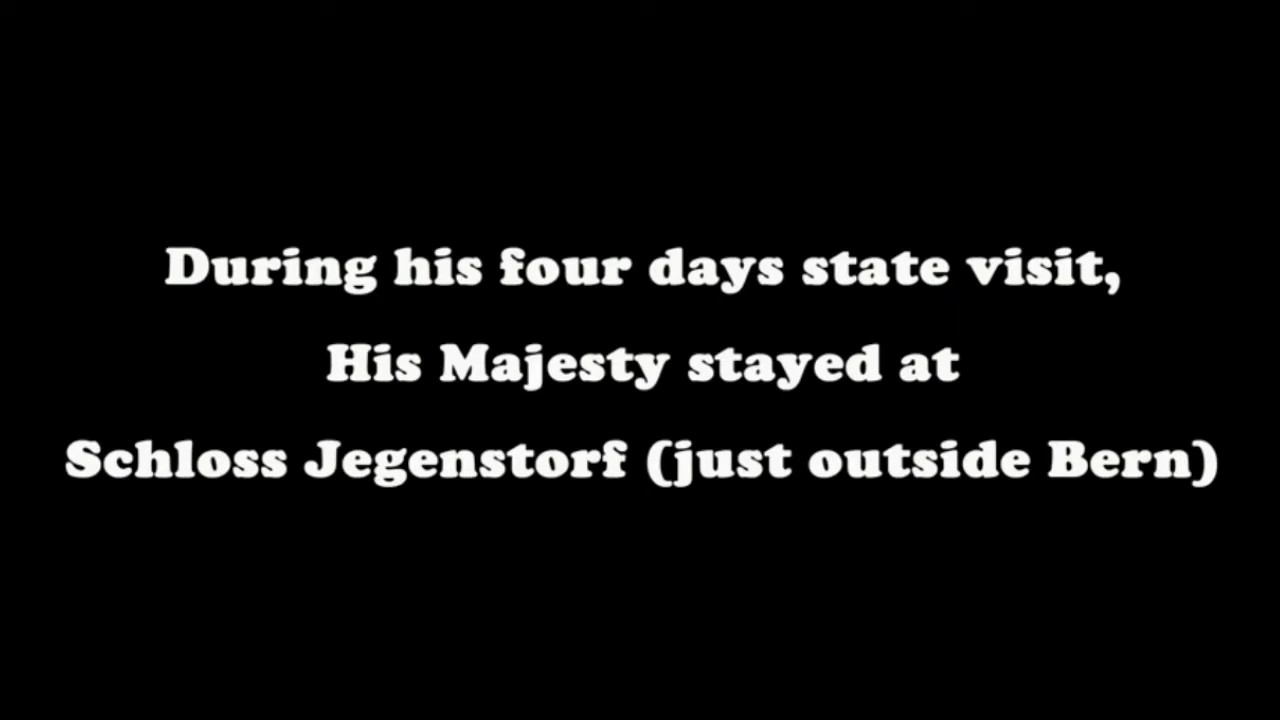 During his four days state visit,
His Majesty stayed at
Schloss Jegenstorf (just outside Bern)